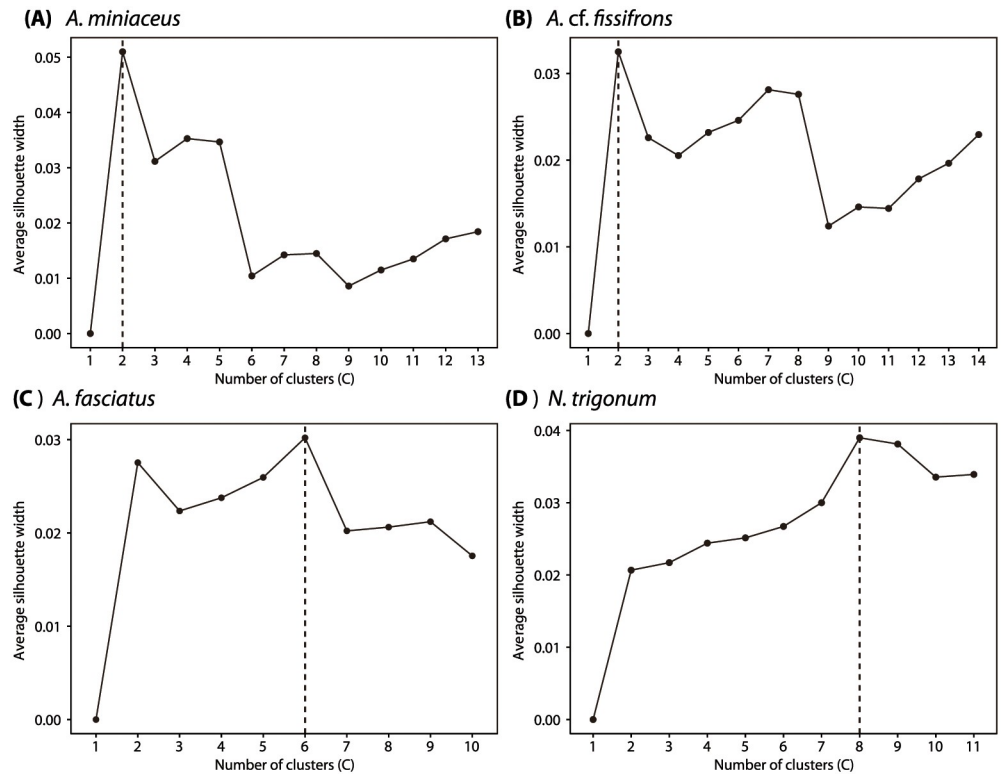 (A) A. miniaceus
Average silhouette width
0.05
0.04
0.03
0.02
0.01
0.00
1 2 3 4 5 6 7 8 9 10 11 12 13
Number of clusters (C)
(B) A. cf. fissifrons
Average silhouette width
0.03
0.02
0.01
0.00
1 2 3 4 5 6 7 8 9 10 11 12 13 14
Number of clusters (C)
(C ) A. fasciatus
Average silhouette width
0.03
0.02
0.01
0.00
1 2 3 4 5 6 7 8 9 10
Number of clusters (C)
(D ) N. trigonum
Average silhouette width
0.04
0.03
0.02
0.01
0.00
1 2 3 4 5 6 7 8 9 10 11
Number of clusters (C)